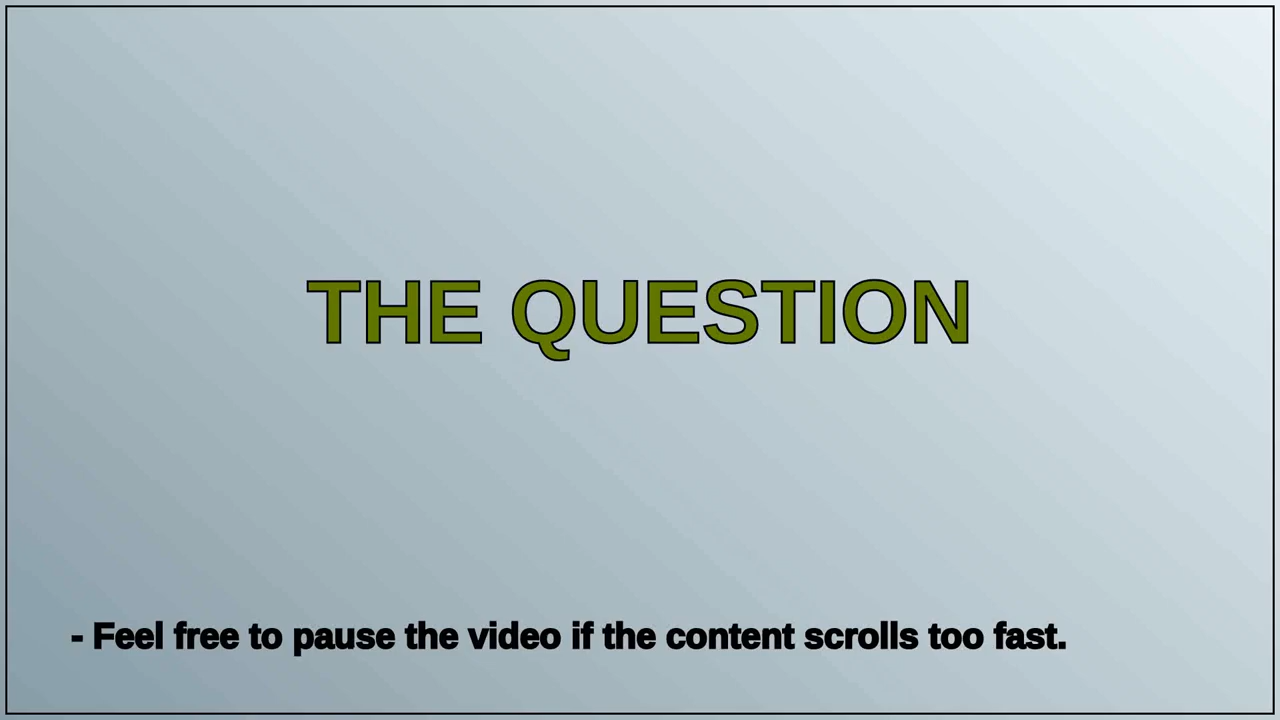 THE QUESTION
- Feel free to pause the video if the content scrolls too fast.